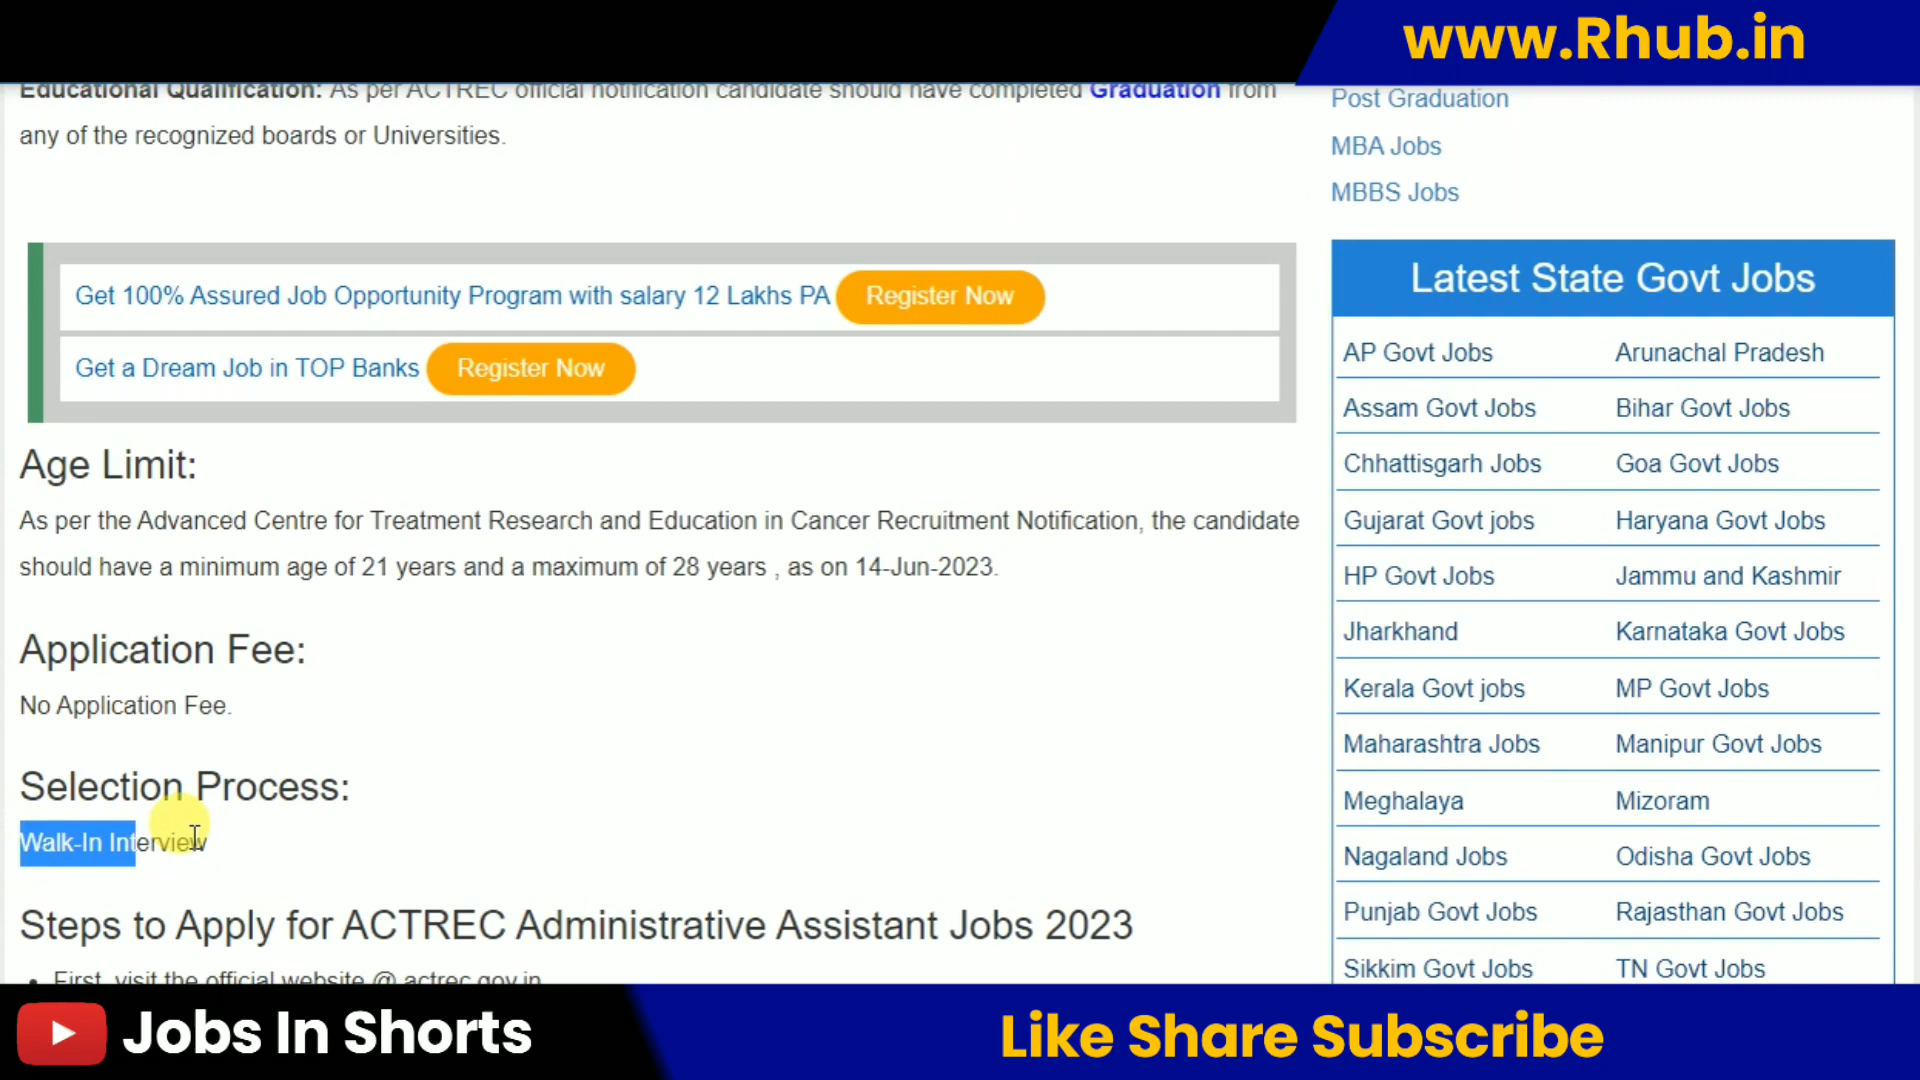 www.Rhub.in
Educational Qualification: As per ACTREC official notification candidate should have completed Graduation from
any of the recognized boards or Universities.
Get 100% Assured Job Opportunity Program with salary 12 Lakhs PA Register Now
Get a Dream Job in TOP Banks Register Now
Age Limit:
As per the Advanced Centre for Treatment Research and Education in Cancer Recruitment Notification, the candidate
should have a minimum age of 21 years and a maximum of 28 years , as on 14-Jun-2023.
Application Fee:
No Application Fee.
Selection Process:
Walk-In Interview
Steps to Apply for ACTREC Administrative Assistant Jobs 2023
• First, visit the official website @ actrec.gov.in
Post Graduation
MBA Jobs
MBBS Jobs
Latest State Govt Jobs
AP Govt Jobs Arunachal Pradesh
Assam Govt Jobs Bihar Govt Jobs
Chhattisgarh Jobs Goa Govt Jobs
Gujarat Govt jobs Haryana Govt Jobs
HP Govt Jobs Jammu and Kashmir
Jharkhand Karnataka Govt Jobs
Kerala Govt jobs MP Govt Jobs
Maharashtra Jobs Manipur Govt Jobs
Meghalaya Mizoram
Nagaland Jobs Odisha Govt Jobs
Punjab Govt Jobs Rajasthan Govt Jobs
Sikkim Govt Jobs TN Govt Jobs
Jobs In Shorts
Like Share Subscribe